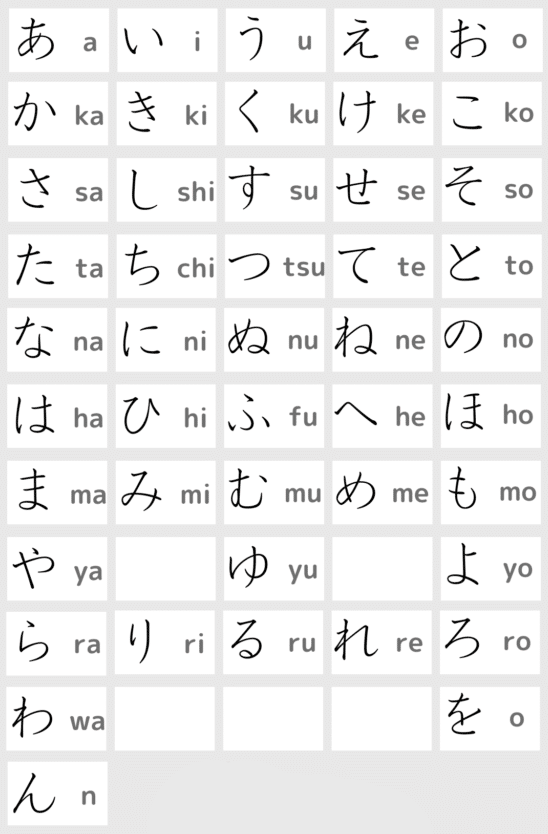 あ a い i う u え e お o
か ka き ki く ku け ke こ ko
さ sa し shi す su せ se そ so
た ta ち chi つ tsu て te と to
な na に ni ぬ nu ね ne の no
は ha ひ hi ふ fu へ he ほ ho
ま ma み mi む mu め me も mo
や ya ゆ yu よ yo
ら ra り ri る ru れ re ろ ro
わ wa を o
ん n